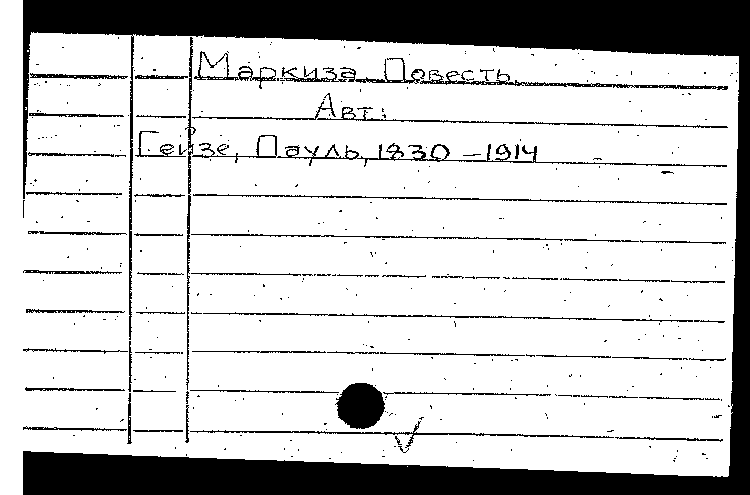 Маркиза. Повесть.
Авт:
Гейзе, Пауль, 1830 – 1914